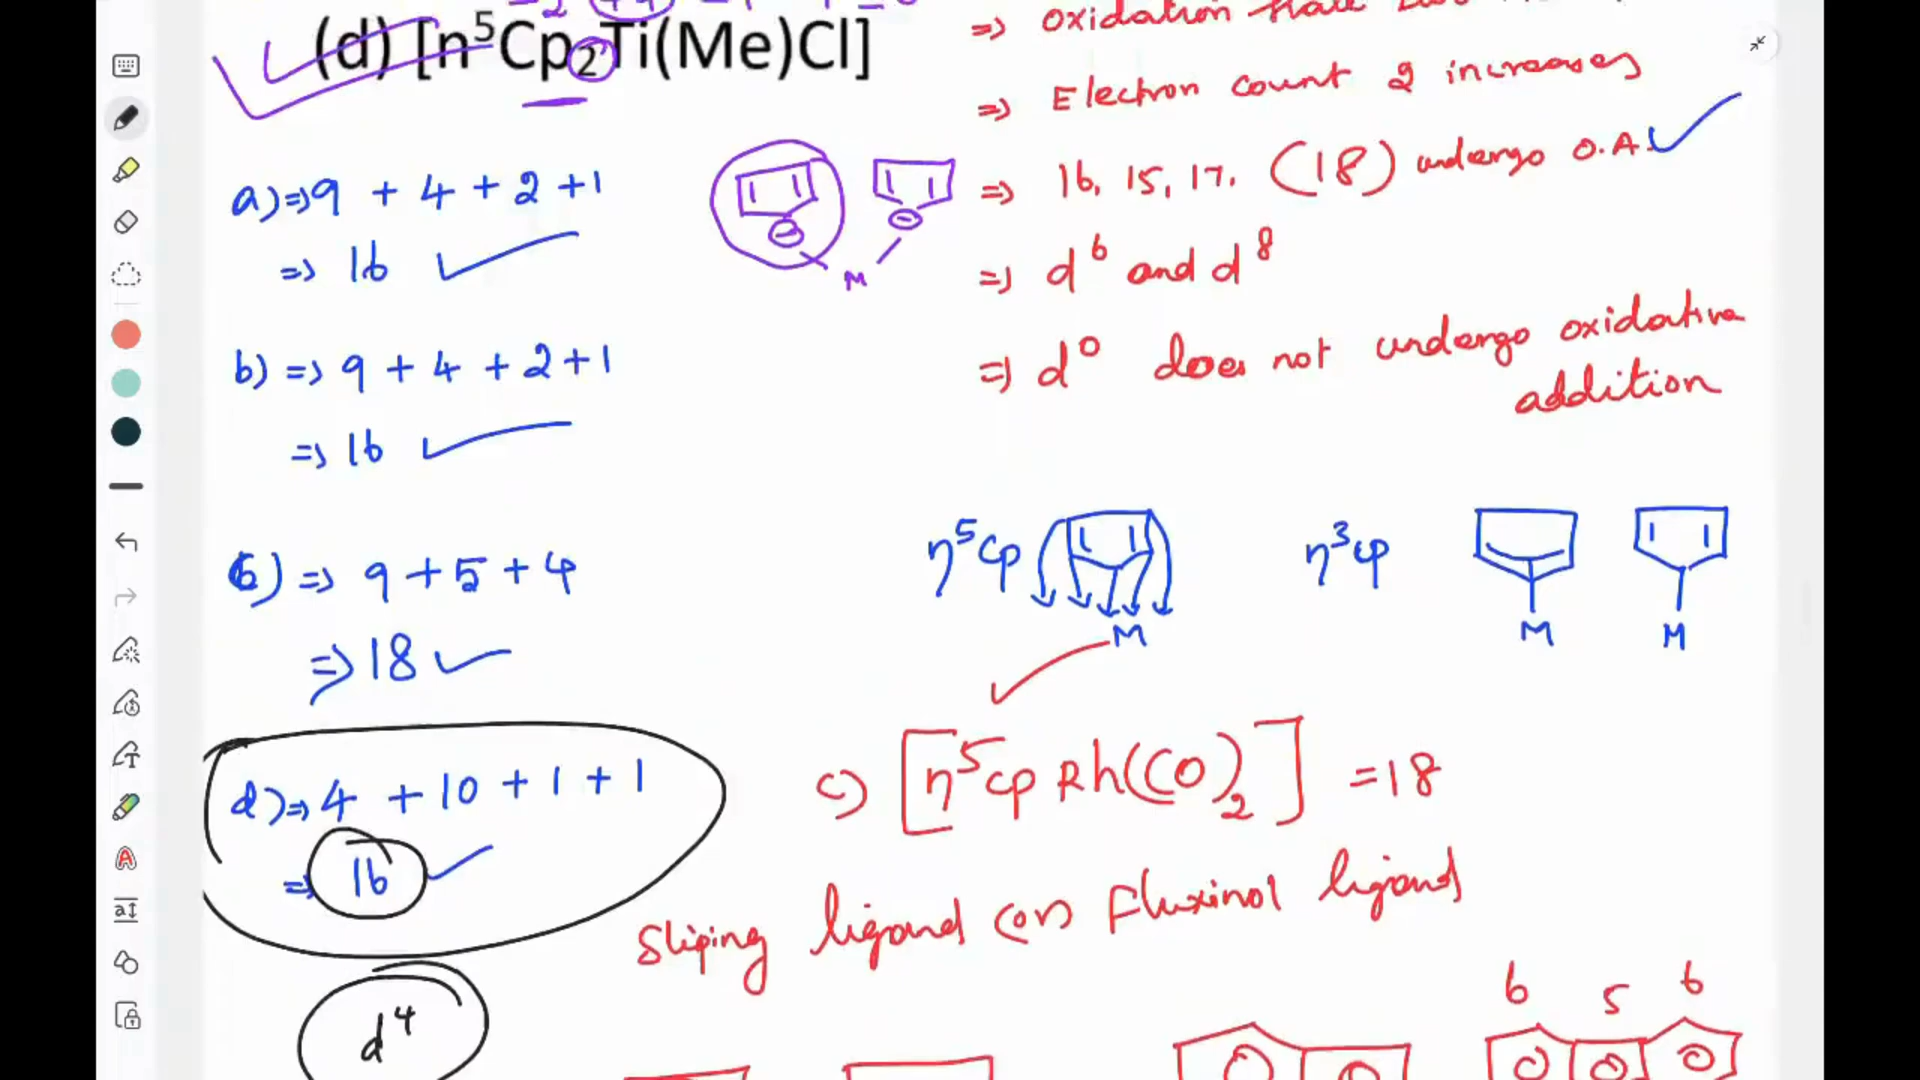 (d) [n⁵Cp₂Ti(Me)Cl]
=> oxidation
=> Electron count 2 increases
=> 16, 15, 17. (18) undergo O.A.
=> d⁶ and d⁸
=> d⁰ does not undergo oxidative addition
M
a)=>9 + 4 + 2 +1
=> 16
b) => 9 + 4 + 2 + 1
=> 16
c) => 9 + 5 + 4
=> 18
d)=> 4 + 10 + 1 + 1
=> 16
d⁴
η⁵Cp
M
η³Cp
M
M
c) [η⁵Cp Rh(CO)₂] = 18
Sliping ligand (or) Fluxinol ligand
6 5 6